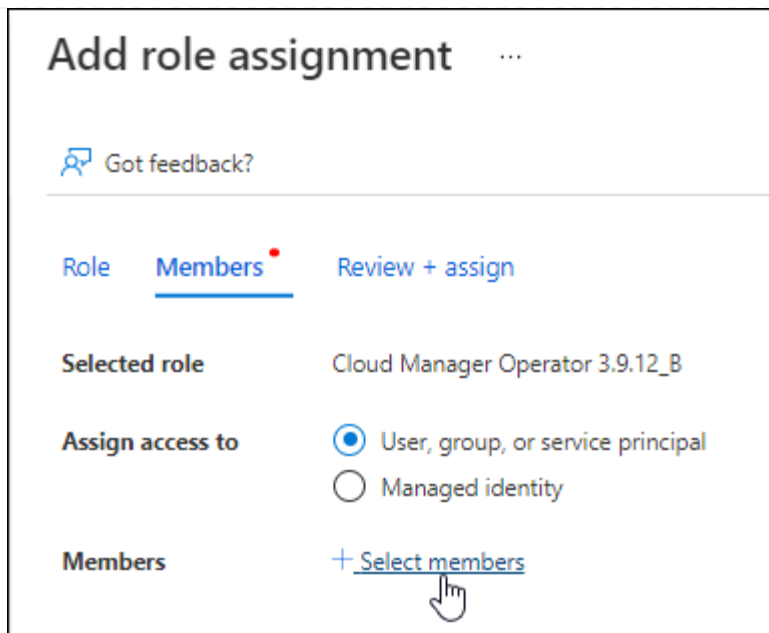 Add role assignment ...
Got feedback?
Role Members Review + assign
Selected role Cloud Manager Operator 3.9.12_B
Assign access to User, group, or service principal
Managed identity
Members + Select members